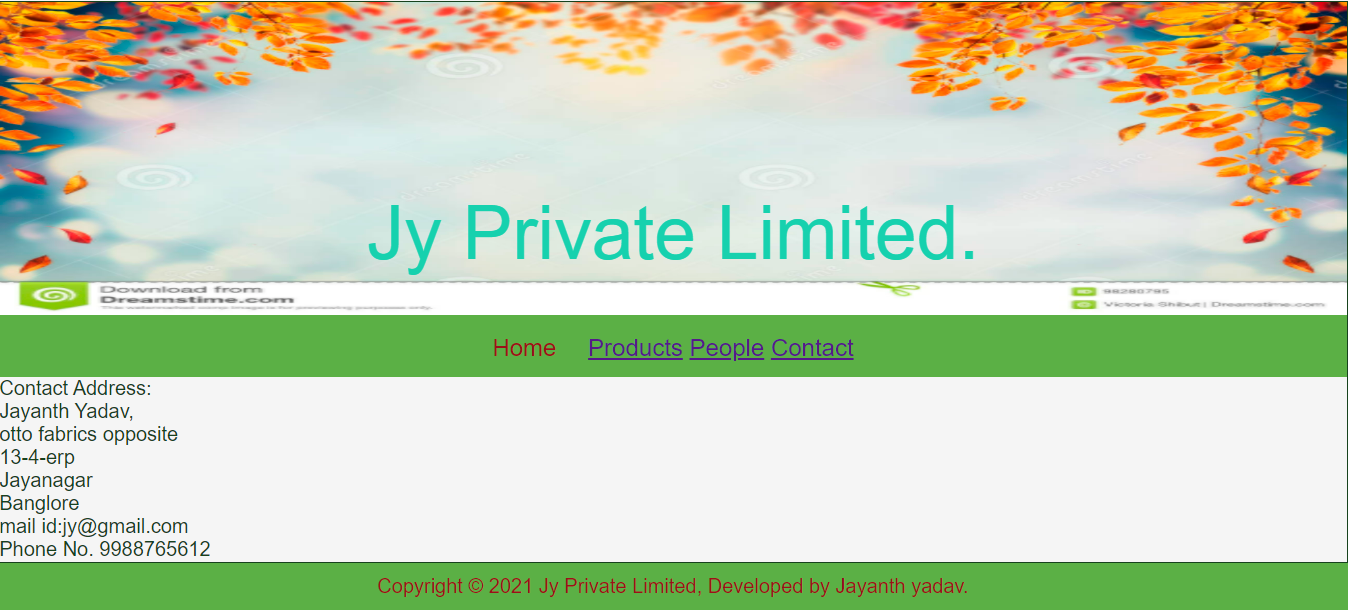 Jy Private Limited.
Download from
Dreamstime.com
This watermarked comp image is for previewing purposes only.
98280795
Victoria Shibut | Dreamstime.com
Home Products People Contact
Contact Address:
Jayanth Yadav,
otto fabrics opposite
13-4-erp
Jayanagar
Banglore
mail id:jy@gmail.com
Phone No. 9988765612
Copyright © 2021 Jy Private Limited, Developed by Jayanth yadav.